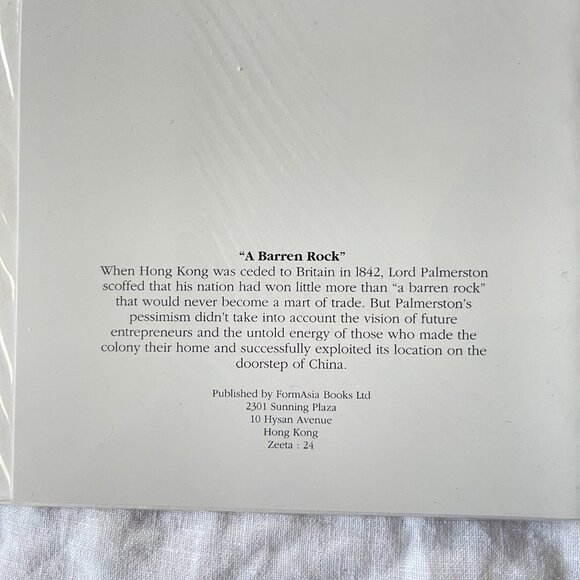 “A Barren Rock”
When Hong Kong was ceded to Britain in l842, Lord Palmerston
scoffed that his nation had won little more than “a barren rock”
that would never become a mart of trade. But Palmerston’s
pessimism didn’t take into account the vision of future
entrepreneurs and the untold energy of those who made the
colony their home and successfully exploited its location on the
doorstep of China.
Published by FormAsia Books Ltd
2301 Sunning Plaza
10 Hysan Avenue
Hong Kong
Zeeta : 24